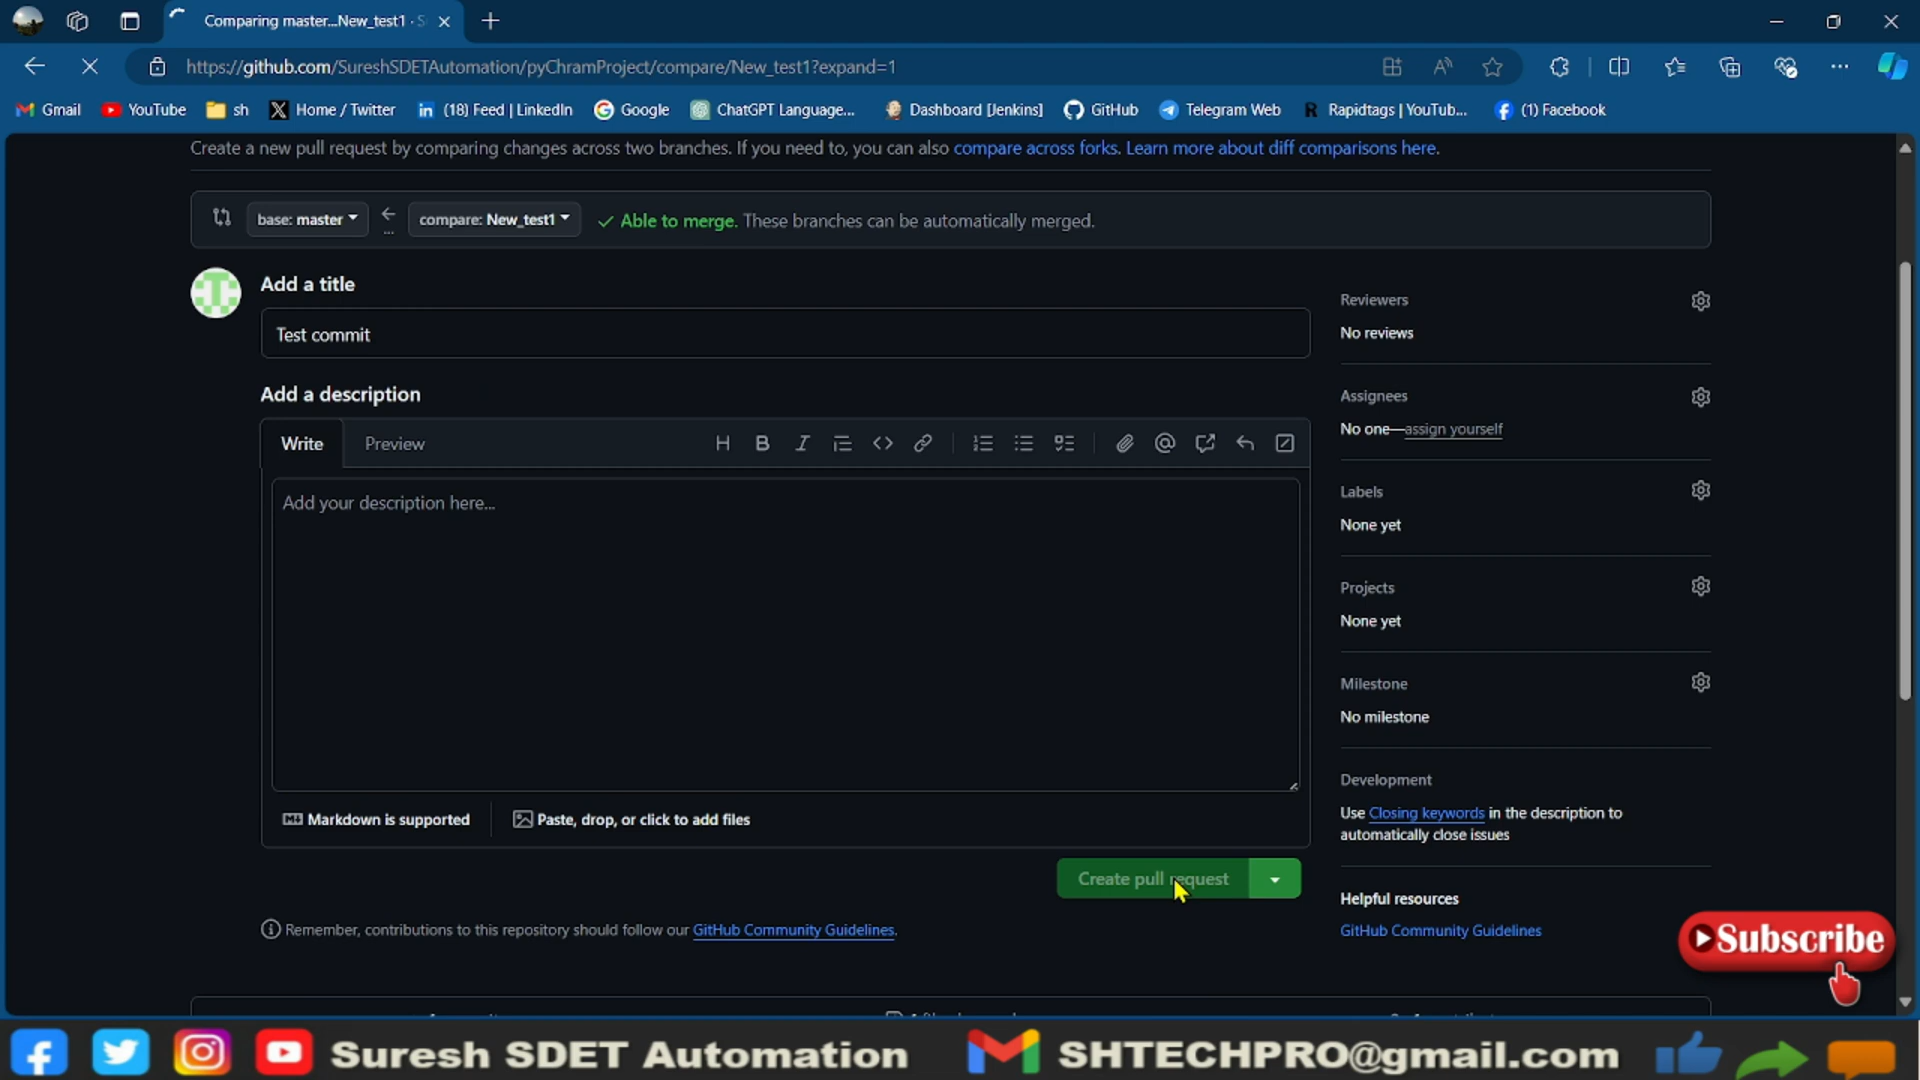 Comparing master...New_test1 · S
https://github.com/SureshSDETAutomation/pyChramProject/compare/New_test1?expand=1
Gmail YouTube sh Home / Twitter (18) Feed | LinkedIn Google ChatGPT Language... Dashboard [Jenkins] GitHub Telegram Web Rapidtags | YouTub... (1) Facebook
Create a new pull request by comparing changes across two branches. If you need to, you can also compare across forks. Learn more about diff comparisons here.
base: master compare: New_test1 Able to merge. These branches can be automatically merged.
Add a title
Test commit
Add a description
Write Preview
Add your description here...
Markdown is supported Paste, drop, or click to add files
Create pull request
Remember, contributions to this repository should follow our GitHub Community Guidelines.
Reviewers
No reviews
Assignees
No one—assign yourself
Labels
None yet
Projects
None yet
Milestone
No milestone
Development
Use Closing keywords in the description to
automatically close issues
Helpful resources
GitHub Community Guidelines
Subscribe
Suresh SDET Automation SHTECHPRO@gmail.com